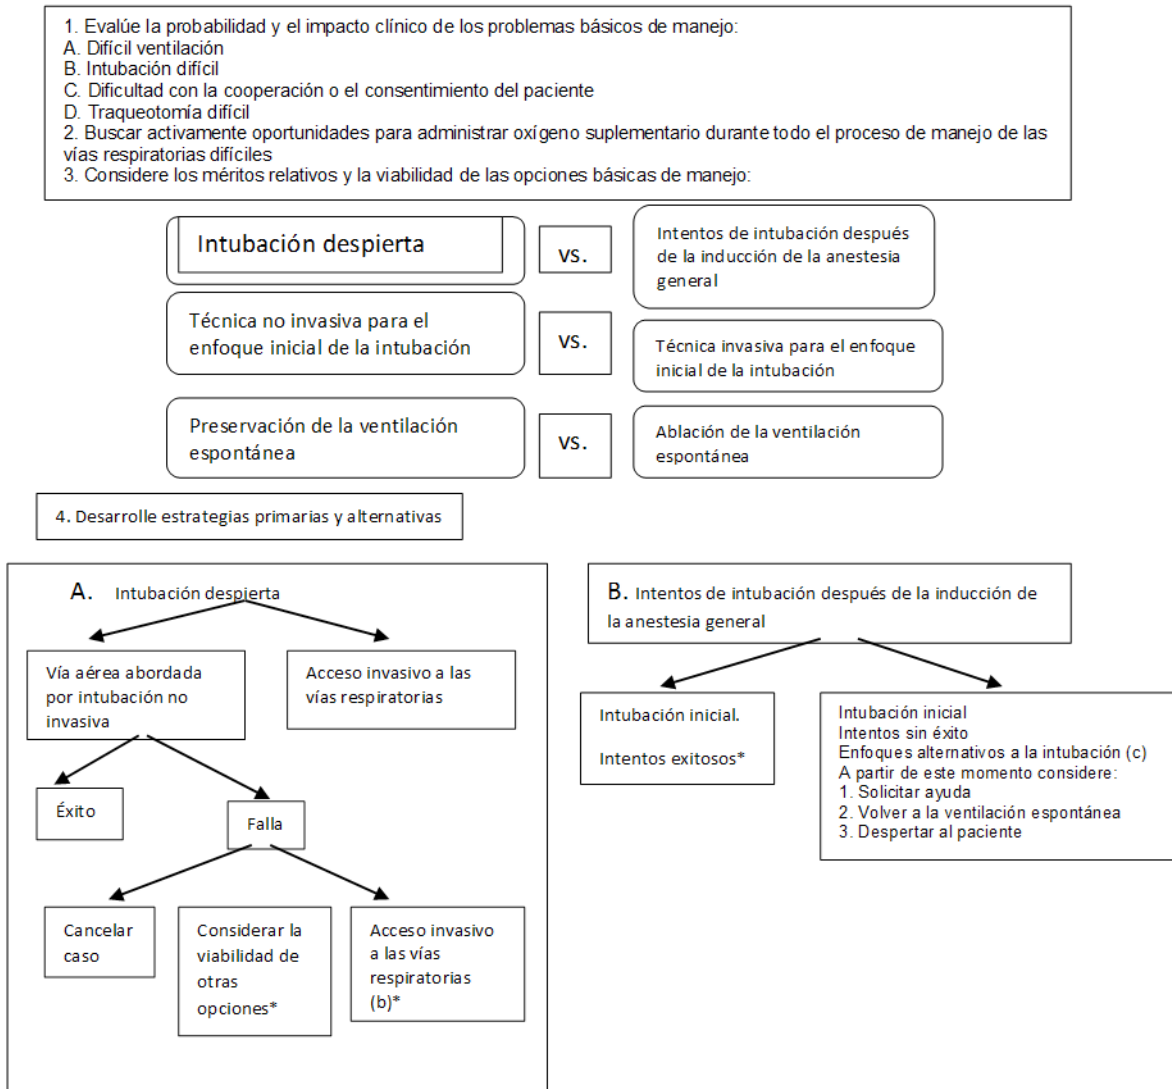 1. Evalúe la probabilidad y el impacto clínico de los problemas básicos de manejo:
A. Difícil ventilación
B. Intubación difícil
C. Dificultad con la cooperación o el consentimiento del paciente
D. Traqueotomía difícil
2. Buscar activamente oportunidades para administrar oxígeno suplementario durante todo el proceso de manejo de las
vías respiratorias difíciles
3. Considere los méritos relativos y la viabilidad de las opciones básicas de manejo:
Intubación despierta
vs.
Intentos de intubación después
de la inducción de la anestesia
general
Técnica no invasiva para el
enfoque inicial de la intubación
vs.
Técnica invasiva para el enfoque
inicial de la intubación
Preservación de la ventilación
espontánea
vs.
Ablación de la ventilación
espontánea
4. Desarrolle estrategias primarias y alternativas
A. Intubación despierta
Vía aérea abordada
por intubación no
invasiva
Acceso invasivo a las
vías respiratorias
Éxito
Falla
Cancelar
caso
Considerar la
viabilidad de
otras
opciones*
Acceso invasivo
a las vías
respiratorias
(b)*
B. Intentos de intubación después de la inducción de
la anestesia general
Intubación inicial.
Intentos exitosos*
Intubación inicial
Intentos sin éxito
Enfoques alternativos a la intubación (c)
A partir de este momento considere:
1. Solicitar ayuda
2. Volver a la ventilación espontánea
3. Despertar al paciente